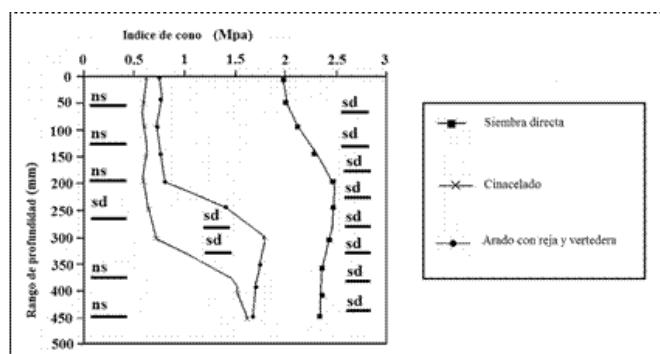 Indice de cono (Mpa)
0 0.5 1 1.5 2 2.5 3
Rango de profundidad (mm)
0
50
100
150
200
250
300
350
400
450
500
ns
ns
ns
sd
ns
ns
sd
sd
sd
sd
sd
sd
sd
sd
sd
sd
Siembra directa
Cinacelado
Arado con reja y vertedera